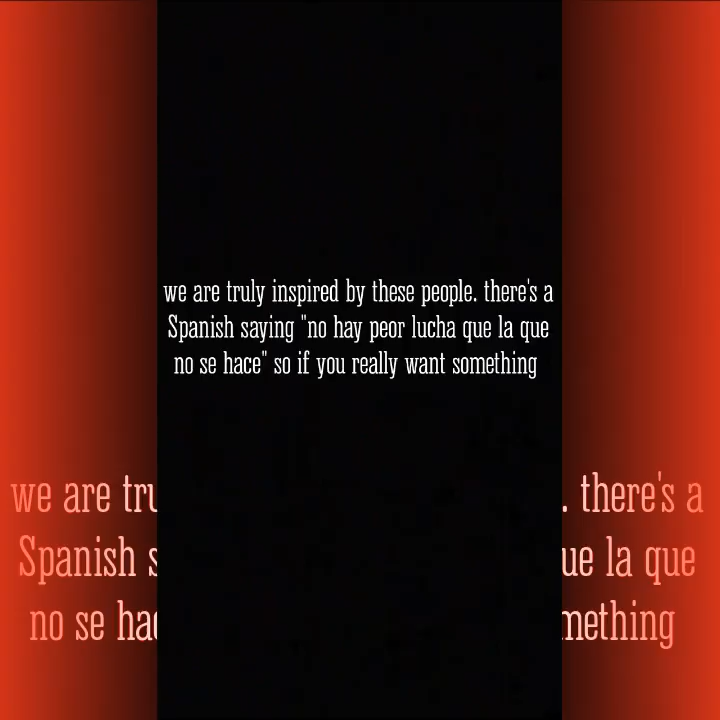 we are truly inspired by these people. there's a
Spanish saying "no hay peor lucha que la que
no se hace" so if you really want something
we are tru . there's a
Spanish s ue la que
no se hac mething